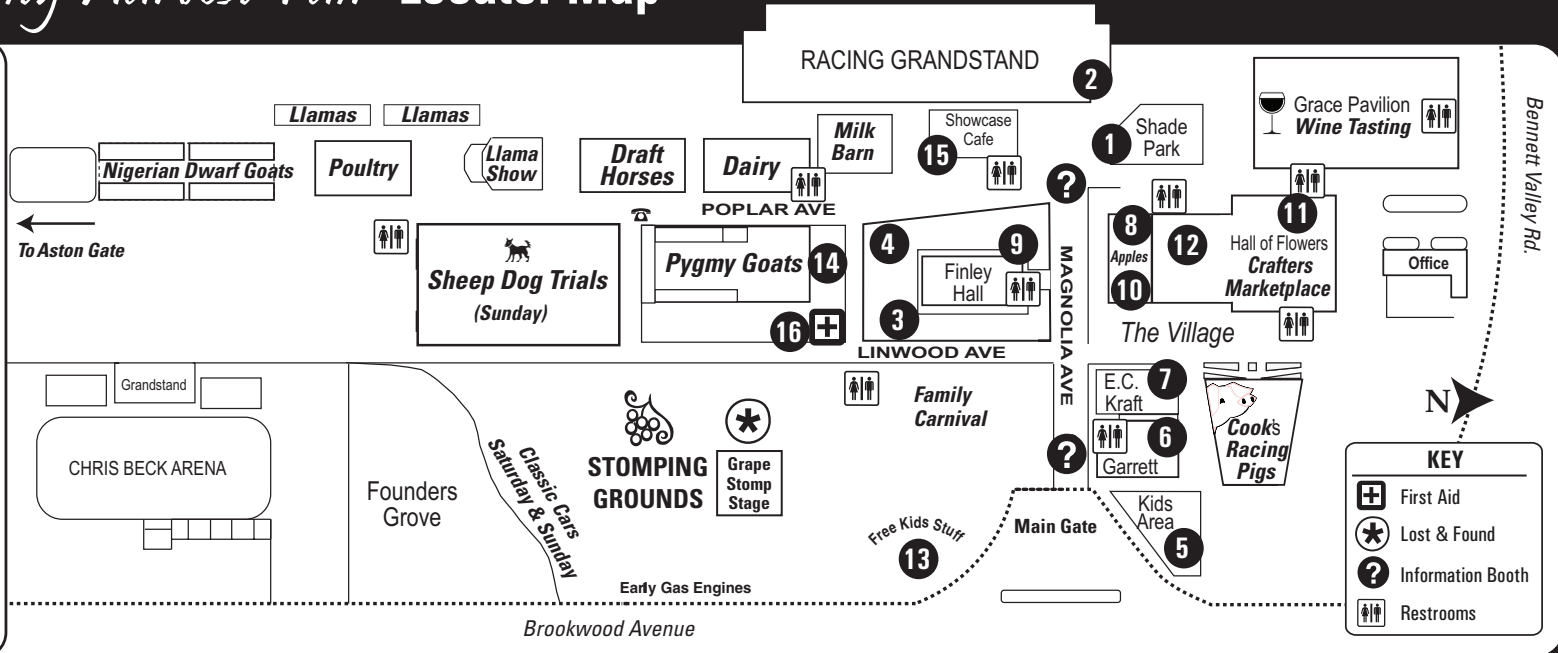 Harvest Fair Locator Map
RACING GRANDSTAND
2
Llamas
Llamas
Nigerian Dwarf Goats
Poultry
Llama
Show
Draft
Horses
Dairy
Milk
Barn
Showcase
Cafe
15
1
Shade
Park
Grace Pavilion
Wine Tasting
Bennett Valley Rd.
To Aston Gate
POPLAR AVE
?
Sheep Dog Trials
(Sunday)
Pygmy Goats
14
16
4
9
Finley
Hall
3
LINWOOD AVE
MAGNOLIA AVE
8
Apples
10
12
11
Hall of Flowers
Crafters
Marketplace
Office
The Village
Grandstand
CHRIS BECK ARENA
Founders
Grove
Classic Cars
Saturday & Sunday
STOMPING
GROUNDS
Grape
Stomp
Stage
Family
Carnival
?
E.C.
Kraft
7
6
Garrett
Cook's
Racing
Pigs
Kids
Area
5
Main Gate
Free Kids Stuff
13
Early Gas Engines
Brookwood Avenue
N
KEY
First Aid
Lost & Found
? Information Booth
Restrooms